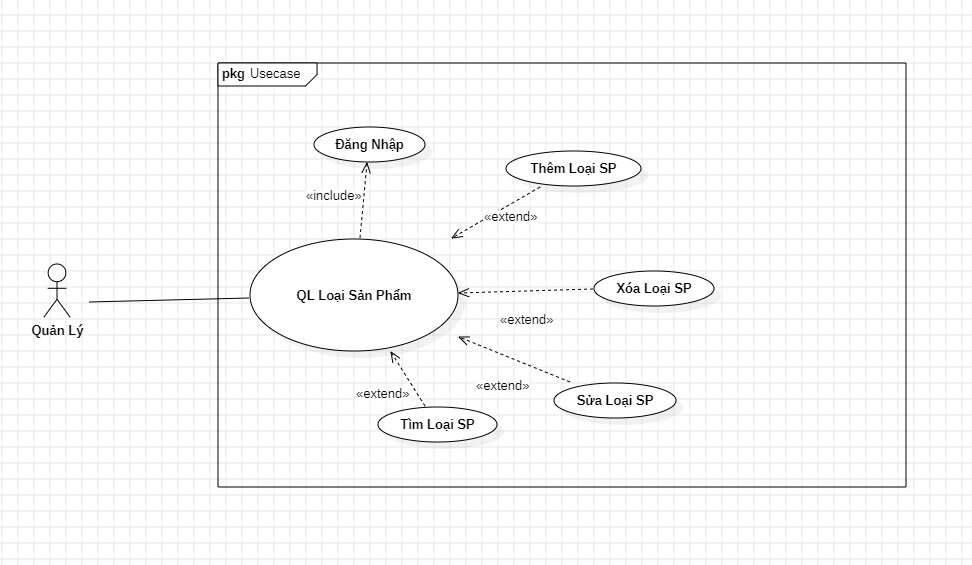 pkg Usecase
Đăng Nhập
Thêm Loại SP
«include»
«extend»
QL Loại Sản Phẩm
Xóa Loại SP
Quản Lý
«extend»
«extend»
«extend»
Sửa Loại SP
Tìm Loại SP